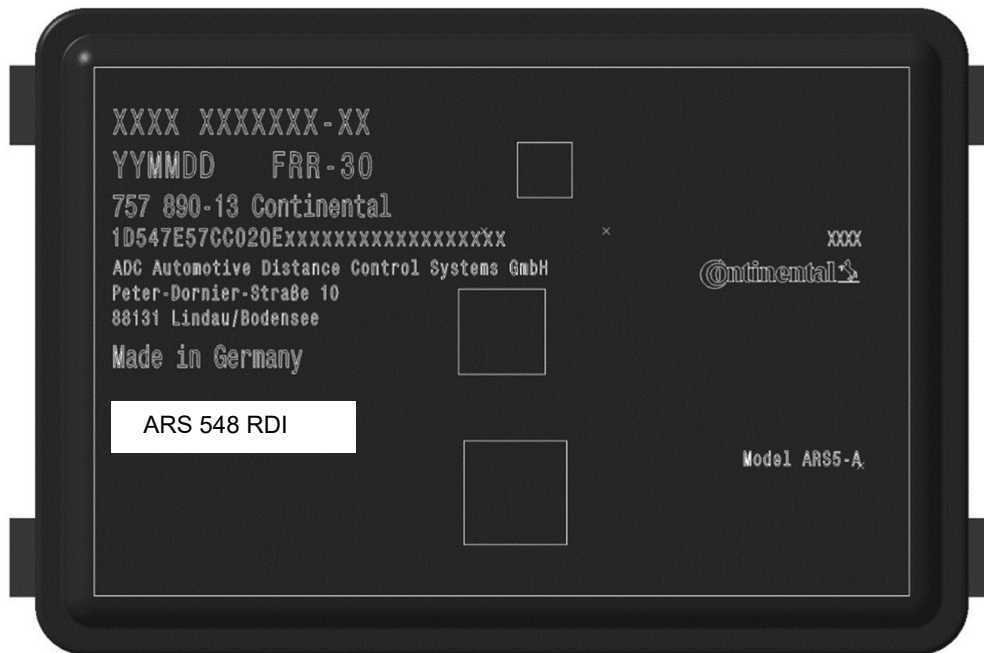 XXXX XXXXXXX-XX
YYMMDD FRR-30
757 890-13 Continental
1D547E57CC020Exxxxxxxxxxxxxxxxxxx
XXXX
ADC Automotive Distance Control Systems GmbH
Continental
Peter-Dornier-Straße 10
88131 Lindau/Bodensee
Made in Germany
ARS 548 RDI
Model ARS5-A